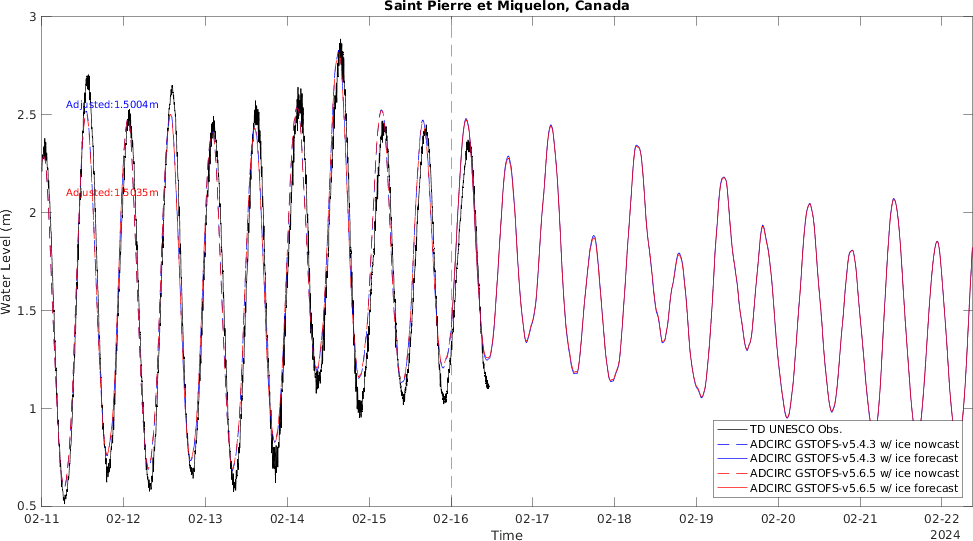 Saint Pierre et Miquelon, Canada
3
2.5
2
1.5
1
0.5
Water Level (m)
Adjusted:1.5004m
Adjusted:1.5035m
TD UNESCO Obs.
ADCIRC GSTOFS-v5.4.3 w/ ice nowcast
ADCIRC GSTOFS-v5.4.3 w/ ice forecast
ADCIRC GSTOFS-v5.6.5 w/ ice nowcast
ADCIRC GSTOFS-v5.6.5 w/ ice forecast
02-11 02-12 02-13 02-14 02-15 02-16 02-17 02-18 02-19 02-20 02-21 02-22
Time
2024